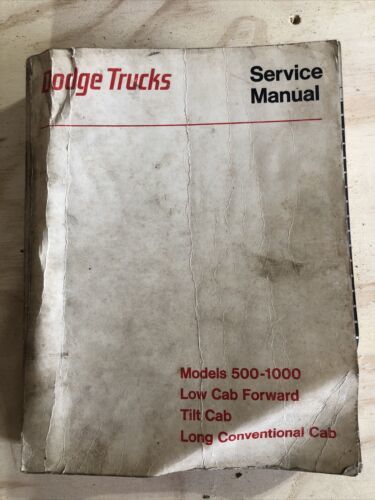 Dodge Trucks
Service
Manual
Models 500-1000
Low Cab Forward
Tilt Cab
Long Conventional Cab